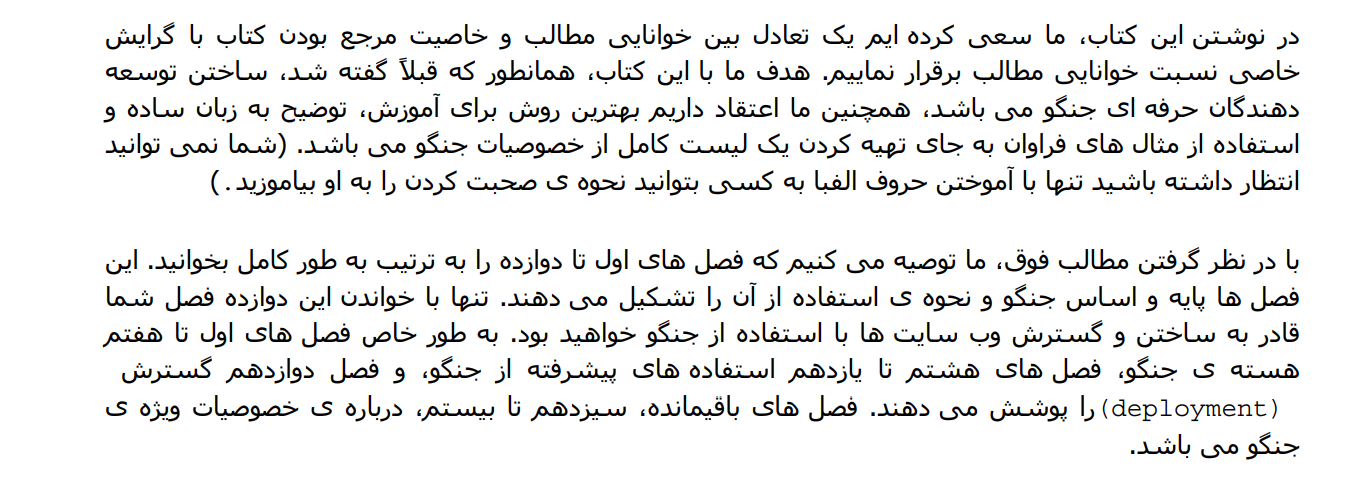 در نوشتن این کتاب، ما سعی کرده ایم یک تعادل بین خوانایی مطالب و خاصیت مرجع بودن کتاب با گرایش
خاصی نسبت خوانایی مطالب برقرار نماییم. هدف ما با این کتاب، همانطور که قبلاً گفته شد، ساختن توسعه
دهندگان حرفه ای جنگو می باشد، همچنین ما اعتقاد داریم بهترین روش برای آموزش، توضیح به زبان ساده و
استفاده از مثال های فراوان به جای تهیه کردن یک لیست کامل از خصوصیات جنگو می باشد. (شما نمی توانید
انتظار داشته باشید تنها با آموختن حروف الفبا به کسی بتوانید نحوه ی صحبت کردن را به او بیاموزید.)
با در نظر گرفتن مطالب فوق، ما توصیه می کنیم که فصل های اول تا دوازده را به ترتیب به طور کامل بخوانید. این
فصل ها پایه و اساس جنگو و نحوه ی استفاده از آن را تشکیل می دهند. تنها با خواندن این دوازده فصل شما
قادر به ساختن و گسترش وب سایت ها با استفاده از جنگو خواهید بود. به طور خاص فصل های اول تا هفتم
هسته ی جنگو، فصل های هشتم تا یازدهم استفاده های پیشرفته از جنگو، و فصل دوازدهم گسترش
(deployment) را پوشش می دهند. فصل های باقیمانده، سیزدهم تا بیستم، درباره ی خصوصیات ویژه ی
جنگو می باشد.